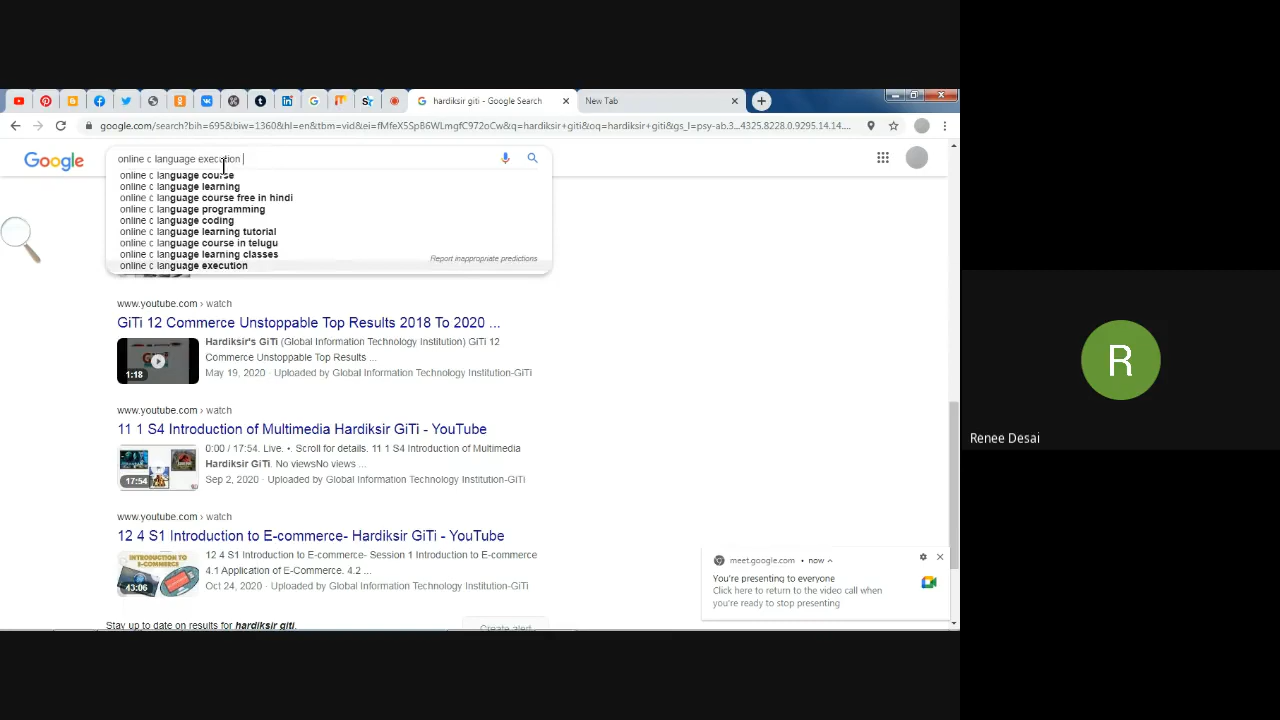 hardiksir giti - Google Search
New Tab
google.com/search?bih=695&biw=1360&hl=en&tbm=vid&ei=fMfeX5SpB6WLmgfC972oCw&q=hardiksir+giti&oq=hardiksir+giti&gs_l=psy-ab.3...4325.8228.0.9295.14.14....
Google
online c language execution
online c language course
online c language learning
online c language course free in hindi
online c language programming
online c language coding
online c language learning tutorial
online c language course in telugu
online c language learning classes
online c language execution
Report inappropriate predictions
www.youtube.com › watch
GiTi 12 Commerce Unstoppable Top Results 2018 To 2020 ...
Hardiksir's GiTi (Global Information Technology Institution) GiTi 12
Commerce Unstoppable Top Results ...
1:18
May 19, 2020 · Uploaded by Global Information Technology Institution-GiTi
www.youtube.com › watch
11 1 S4 Introduction of Multimedia Hardiksir GiTi - YouTube
0:00 / 17:54. Live. •. Scroll for details. 11 1 S4 Introduction of Multimedia
Hardiksir GiTi. No viewsNo views ...
17:54
Sep 2, 2020 · Uploaded by Global Information Technology Institution-GiTi
www.youtube.com › watch
12 4 S1 Introduction to E-commerce- Hardiksir GiTi - YouTube
INTRODUCTION TO
E-COMMERCE
12 4 S1 Introduction to E-commerce- Session 1 Introduction to E-commerce
4.1 Application of E-Commerce. 4.2 ...
43:06
Oct 24, 2020 · Uploaded by Global Information Technology Institution-GiTi
Stay up to date on results for hardiksir giti.
Create alert
meet.google.com • now
You're presenting to everyone
Click here to return to the video call when
you're ready to stop presenting
R
Renee Desai